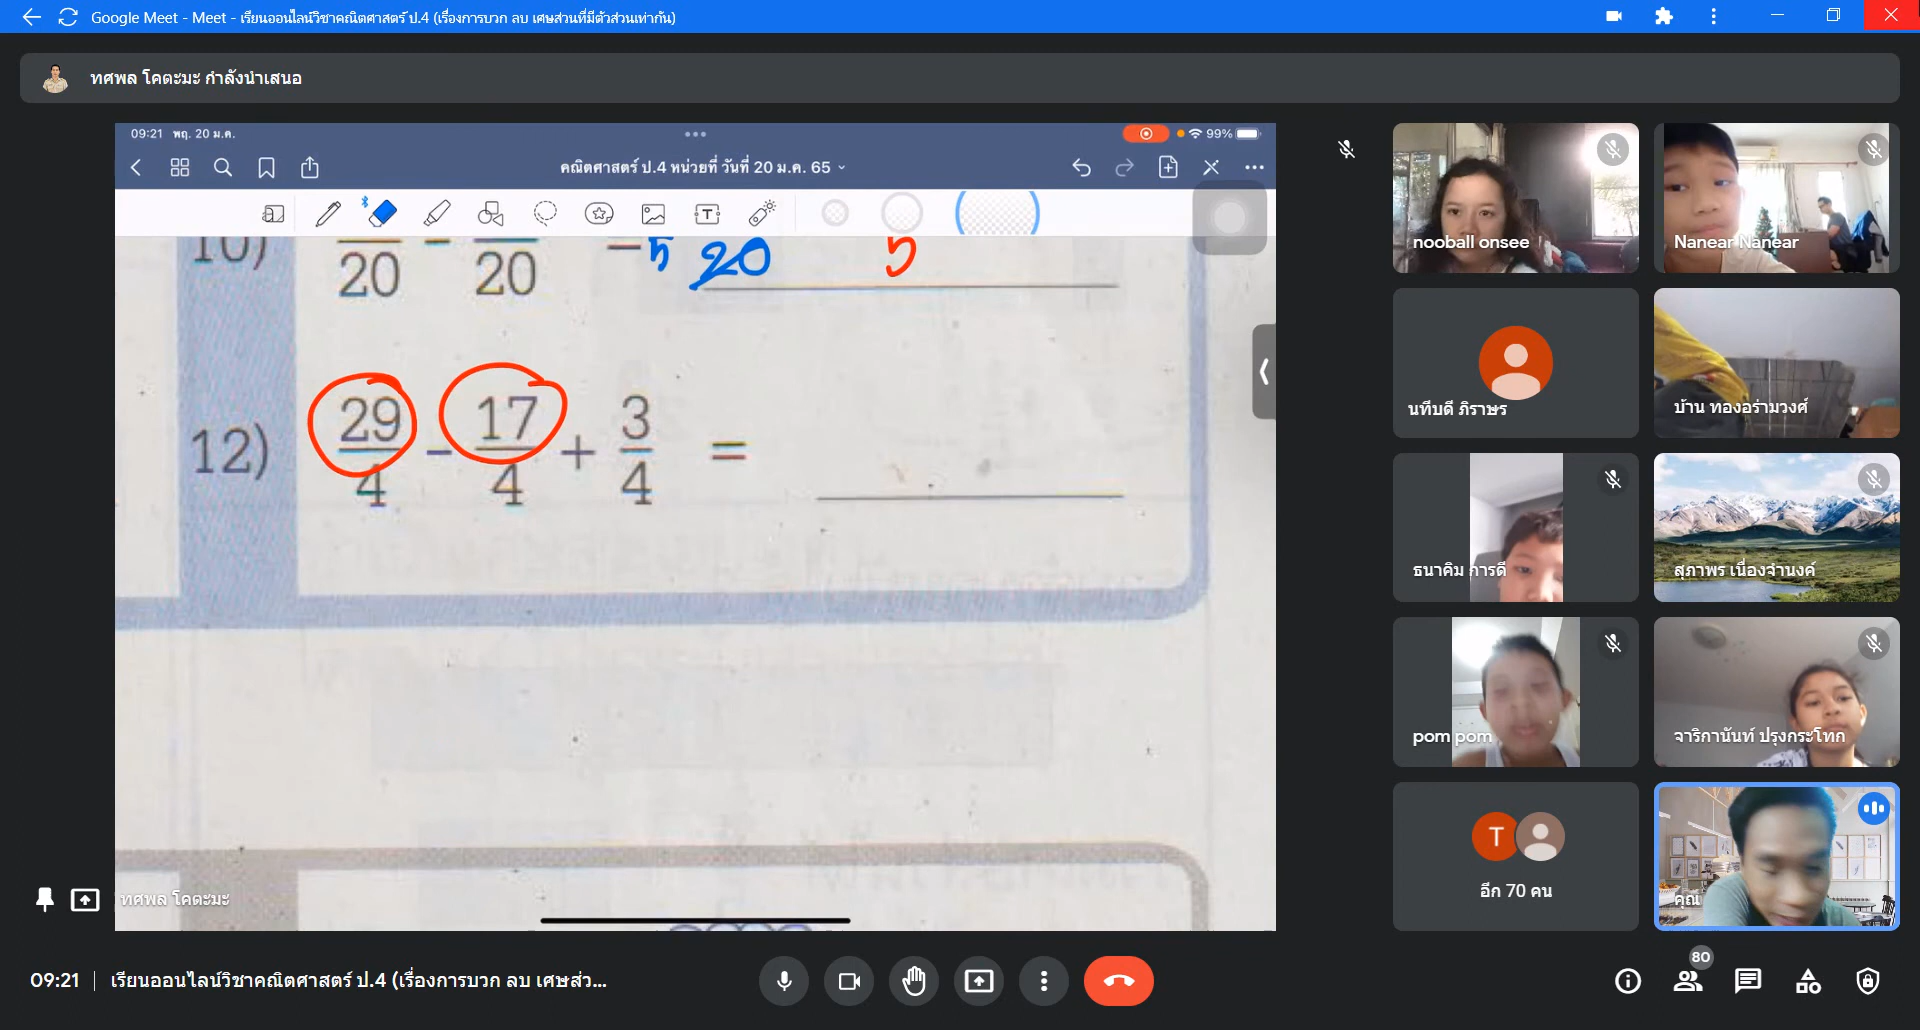 Google Meet - Meet - เรียนออนไลน์วิชาคณิตศาสตร์ ป.4 (เรื่องการบวก ลบ เศษส่วนที่มีตัวส่วนเท่ากัน)
ทศพล โคตะมะ กำลังนำเสนอ
09:21 พฤ. 20 ม.ค.
99%
คณิตศาสตร์ ป.4 หน่วยที่ วันที่ 20 ม.ค. 65
10) 20 - 20 = 5 20 5
12) 29/4 - 17/4 + 3/4 =
ทศพล โคตะมะ
nooball onsee
Nanear Nanear
นทีบดี ภิราษร
บ้าน ทองอร่ามวงศ์
ธนาคิม การดี
สุภาพร เนื่องจำนงค์
pom pom
จาริกานันท์ ปรุงกระโทก
T
อีก 70 คน
คุณ
09:21 | เรียนออนไลน์วิชาคณิตศาสตร์ ป.4 (เรื่องการบวก ลบ เศษส่ว...
80